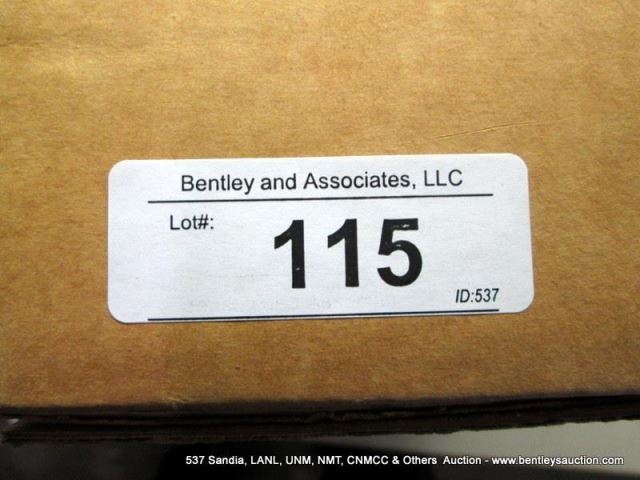 Bentley and Associates, LLC
Lot#:
115
ID:537
537 Sandia, LANL, UNM, NMT, CNMCC & Others Auction - www.bentleysauction.com